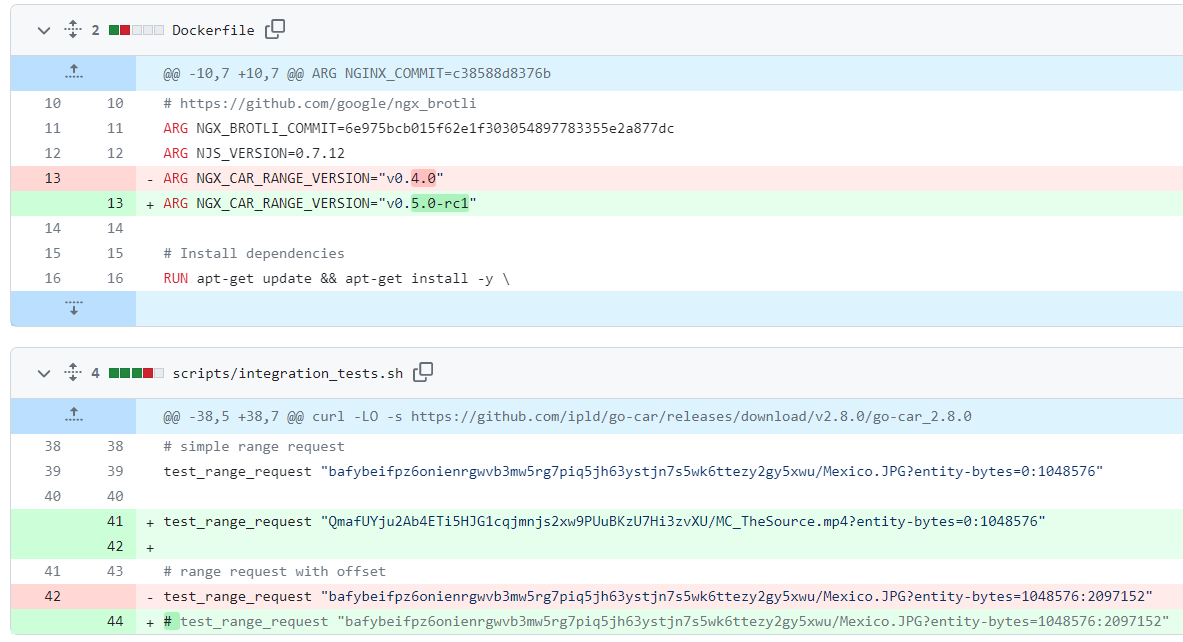 2 Dockerfile
@@ -10,7 +10,7 @@ ARG NGINX_COMMIT=c38588d8376b
10 10 # https://github.com/google/ngx_brotli
11 11 ARG NGX_BROTLI_COMMIT=6e975bcb015f62e1f303054897783355e2a877dc
12 12 ARG NJS_VERSION=0.7.12
13 - ARG NGX_CAR_RANGE_VERSION="v0.4.0"
13 + ARG NGX_CAR_RANGE_VERSION="v0.5.0-rc1"
14 14
15 15 # Install dependencies
16 16 RUN apt-get update && apt-get install -y \
4 scripts/integration_tests.sh
@@ -38,5 +38,7 @@ curl -LO -s https://github.com/ipld/go-car/releases/download/v2.8.0/go-car_2.8.0
38 38 # simple range request
39 39 test_range_request "bafybeifpz6onienrgwvb3mw5rg7piq5jh63ystjn7s5wk6ttezy2gy5xwu/Mexico.JPG?entity-bytes=0:1048576"
40 40
41 + test_range_request "QmafUYju2Ab4ETi5HJG1cqjmnjs2xw9PUuBKzU7Hi3zvXU/MC_TheSource.mp4?entity-bytes=0:1048576"
42 +
41 43 # range request with offset
42 - test_range_request "bafybeifpz6onienrgwvb3mw5rg7piq5jh63ystjn7s5wk6ttezy2gy5xwu/Mexico.JPG?entity-bytes=1048576:2097152"
44 + # test_range_request "bafybeifpz6onienrgwvb3mw5rg7piq5jh63ystjn7s5wk6ttezy2gy5xwu/Mexico.JPG?entity-bytes=1048576:2097152"